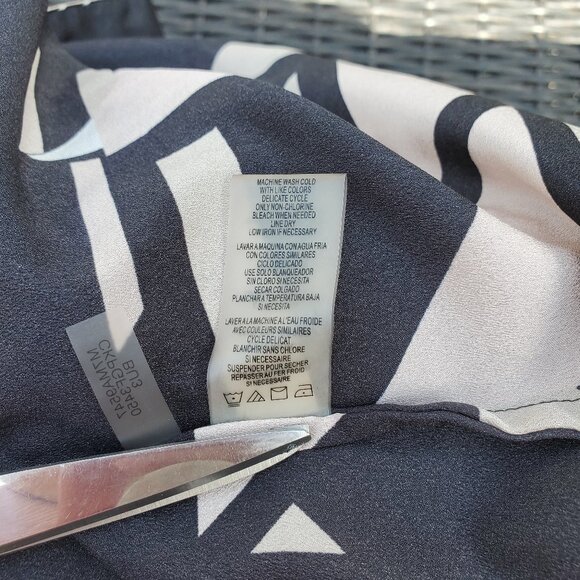 MACHINE WASH COLD
WITH LIKE COLORS
DELICATE CYCLE
ONLY NON-CHLORINE
BLEACH WHEN NEEDED
LINE DRY
LOW IRON IF NECESSARY
LAVAR A MAQUINA CON AGUA FRIA
CON COLORES SIMILARES
CICLO DELICADO
USE SOLO BLANQUEADOR
SIN CLORO SI NECESITA
SECAR COLGADO
PLANCHAR A TEMPERATURA BAJA
SI NECESITA
LAVER A LA MACHINE A L'EAU FROIDE
AVEC COULEURS SIMILAIRES
CYCLE DELICAT
BLANCHIR SANS CHLORE
SI NECESSAIRE
SUSPENDER POUR SECHER
REPASSER AU FER FROID
SI NECESSAIRE